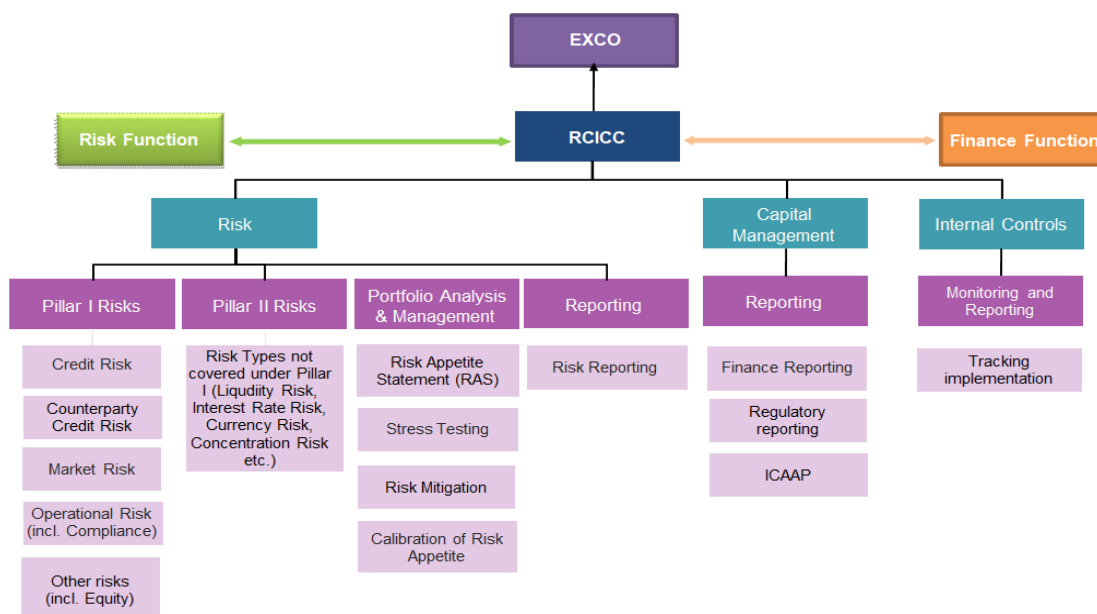 EXCO
Risk Function
RCICC
Finance Function
Risk
Capital
Management
Internal Controls
Pillar I Risks
Pillar II Risks
Portfolio Analysis
& Management
Reporting
Reporting
Monitoring and
Reporting
Credit Risk
Counterparty
Credit Risk
Market Risk
Operational Risk
(incl. Compliance)
Other risks
(incl. Equity)
Risk Types not
covered under Pillar
I (Liqudiity Risk,
Interest Rate Risk,
Currency Risk,
Concentration Risk
etc.)
Risk Appetite
Statement (RAS)
Stress Testing
Risk Mitigation
Calibration of Risk
Appetite
Risk Reporting
Finance Reporting
Regulatory
reporting
ICAAP
Tracking
implementation